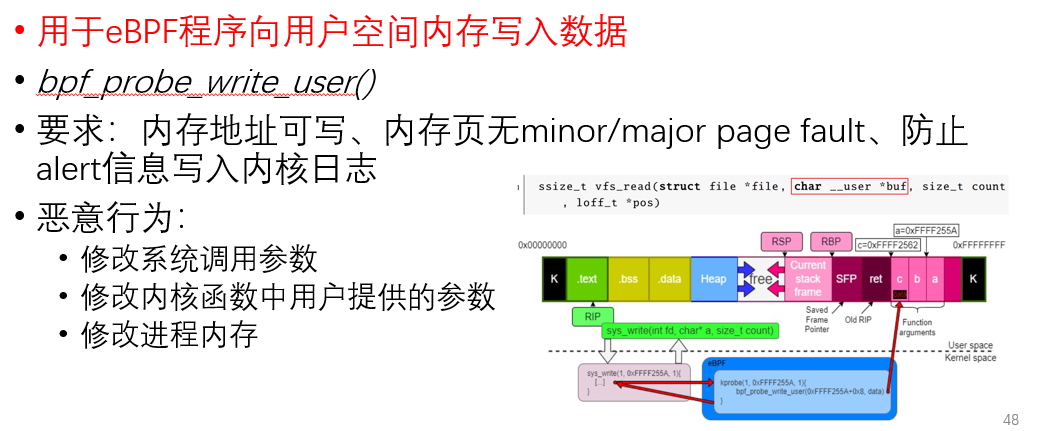 • 用于eBPF程序向用户空间内存写入数据
• bpf_probe_write_user()
• 要求：内存地址可写、内存页无minor/major page fault、防止
alert信息写入内核日志
• 恶意行为：
• 修改系统调用参数
• 修改内核函数中用户提供的参数
• 修改进程内存
ssize_t vfs_read(struct file *file, char __user *buf, size_t count
, loff_t *pos)
a=0xFFFF255A
0x00000000
RSP
RBP
c=0xFFFF2562
0xFFFFFFFF
K
.text
.bss
.data
Heap
free
Current
stack
frame
SFP
ret
c
b
a
K
RIP
Saved
Frame
Pointer
Old RIP
Function
arguments
sys_write(int fd, char* a, size_t count)
User space
Kernel space
eBPF
sys_write(1, 0xFFFF255A, 1){
[...]
}
kprobe(1, 0xFFFF255A, 1){
bpf_probe_write_user(0xFFFF255A+0x8, data)
}
48